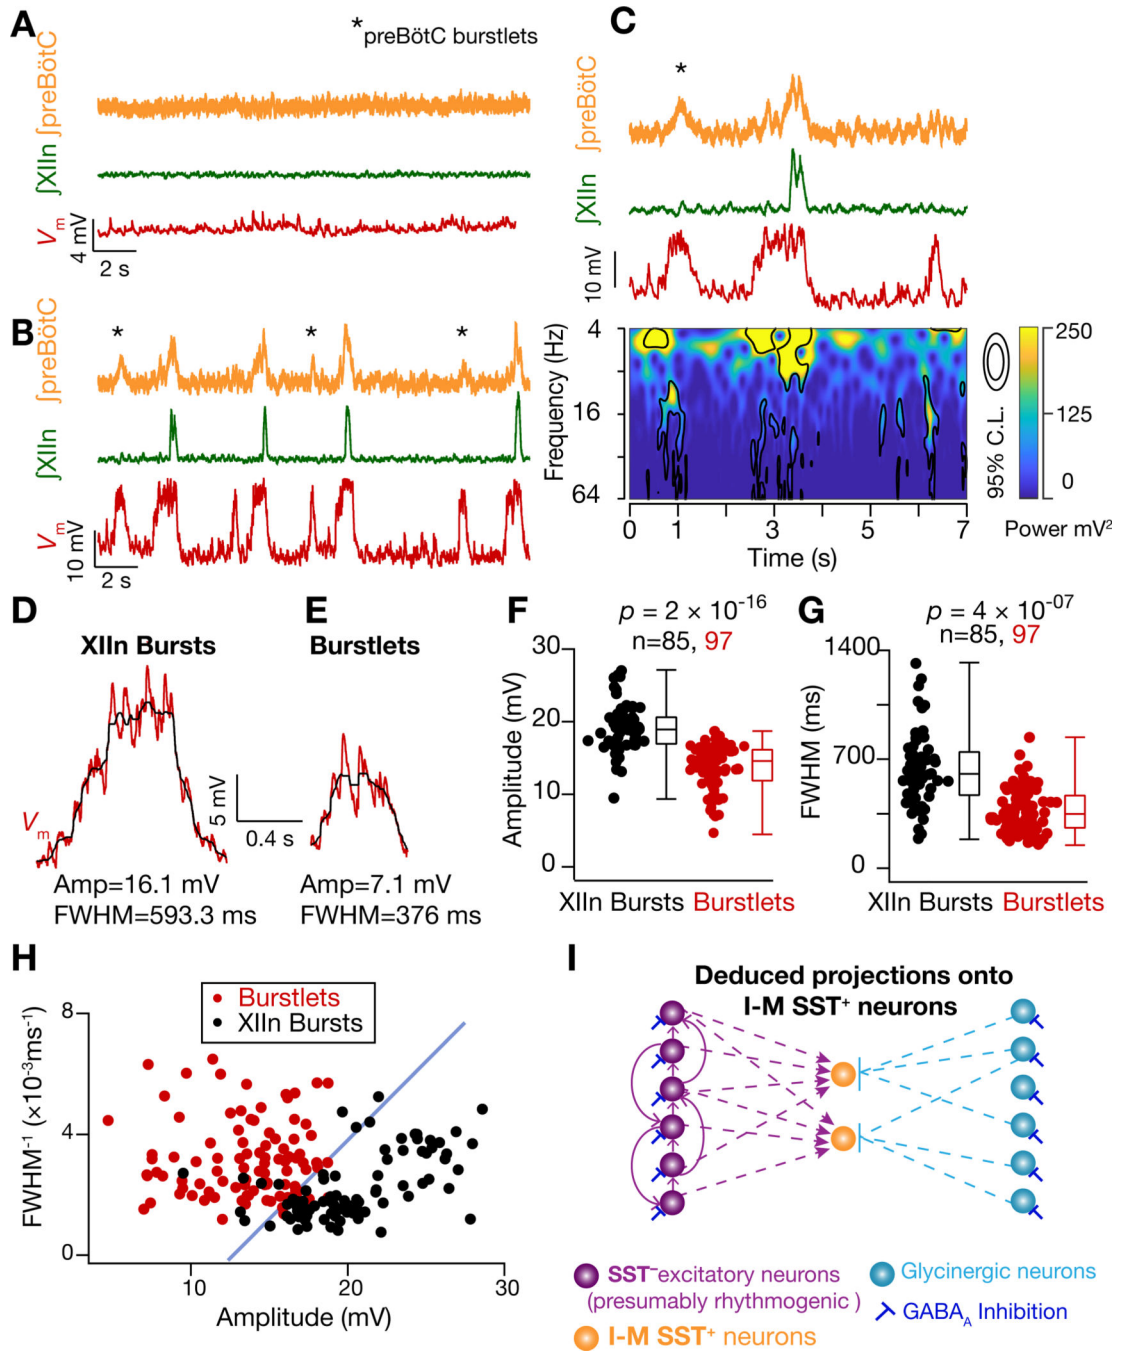 A
*preBötC burstlets
∫preBötC
∫XIIn
Vm
4 mV
2 s
B
* * *
∫preBötC
∫XIIn
Vm
10 mV
2 s
C
*
∫preBötC
∫XIIn
10 mV
Frequency (Hz)
4
16
64
0 1 3 5 7
Time (s)
95% C.L.
250
125
0
Power mV²
D
XIIn Bursts
Vm
5 mV
0.4 s
Amp=16.1 mV
FWHM=593.3 ms
E
Burstlets
Amp=7.1 mV
FWHM=376 ms
F
p = 2 × 10⁻¹⁶
n=85, 97
Amplitude (mV)
30
20
10
0
XIIn Bursts Burstlets
G
p = 4 × 10⁻⁰⁷
n=85, 97
FWHM (ms)
1400
700
0
XIIn Bursts Burstlets
H
Burstlets
XIIn Bursts
FWHM⁻¹ (×10⁻³ms⁻¹)
8
4
0
10 20 30
Amplitude (mV)
I
Deduced projections onto
I-M SST⁺ neurons
SST⁻excitatory neurons
(presumably rhythmogenic )
I-M SST⁺ neurons
Glycinergic neurons
GABAA Inhibition